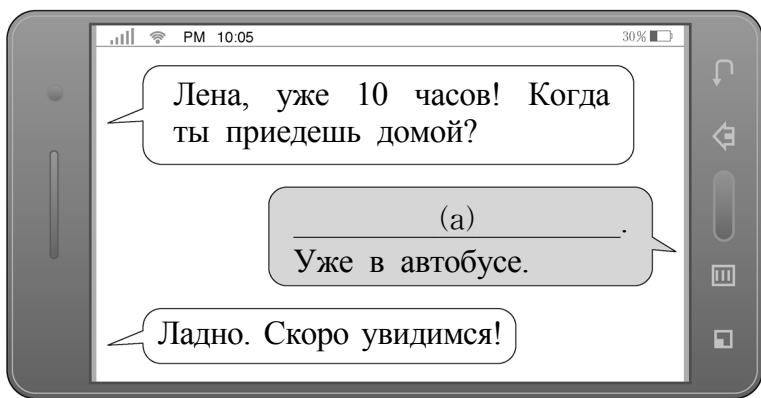 PM 10:05
30%
Лена, уже 10 часов! Когда
ты приедешь домой?
(a)
.
Уже в автобусе.
Ладно. Скоро увидимся!